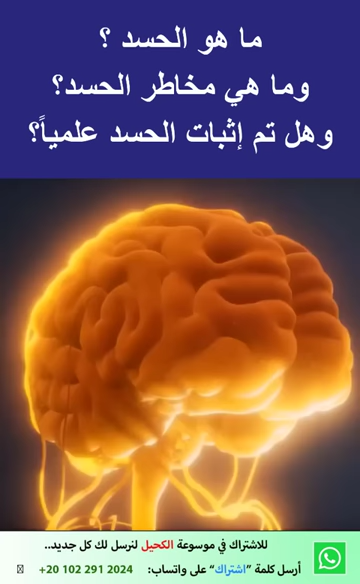 ما هو الحسد ؟
وما هي مخاطر الحسد؟
وهل تم إثبات الحسد علمياً؟
للاشتراك في موسوعة الكحيل لنرسل لك كل جديد..
أرسل كلمة "اشتراك" على واتساب: +20 102 291 2024